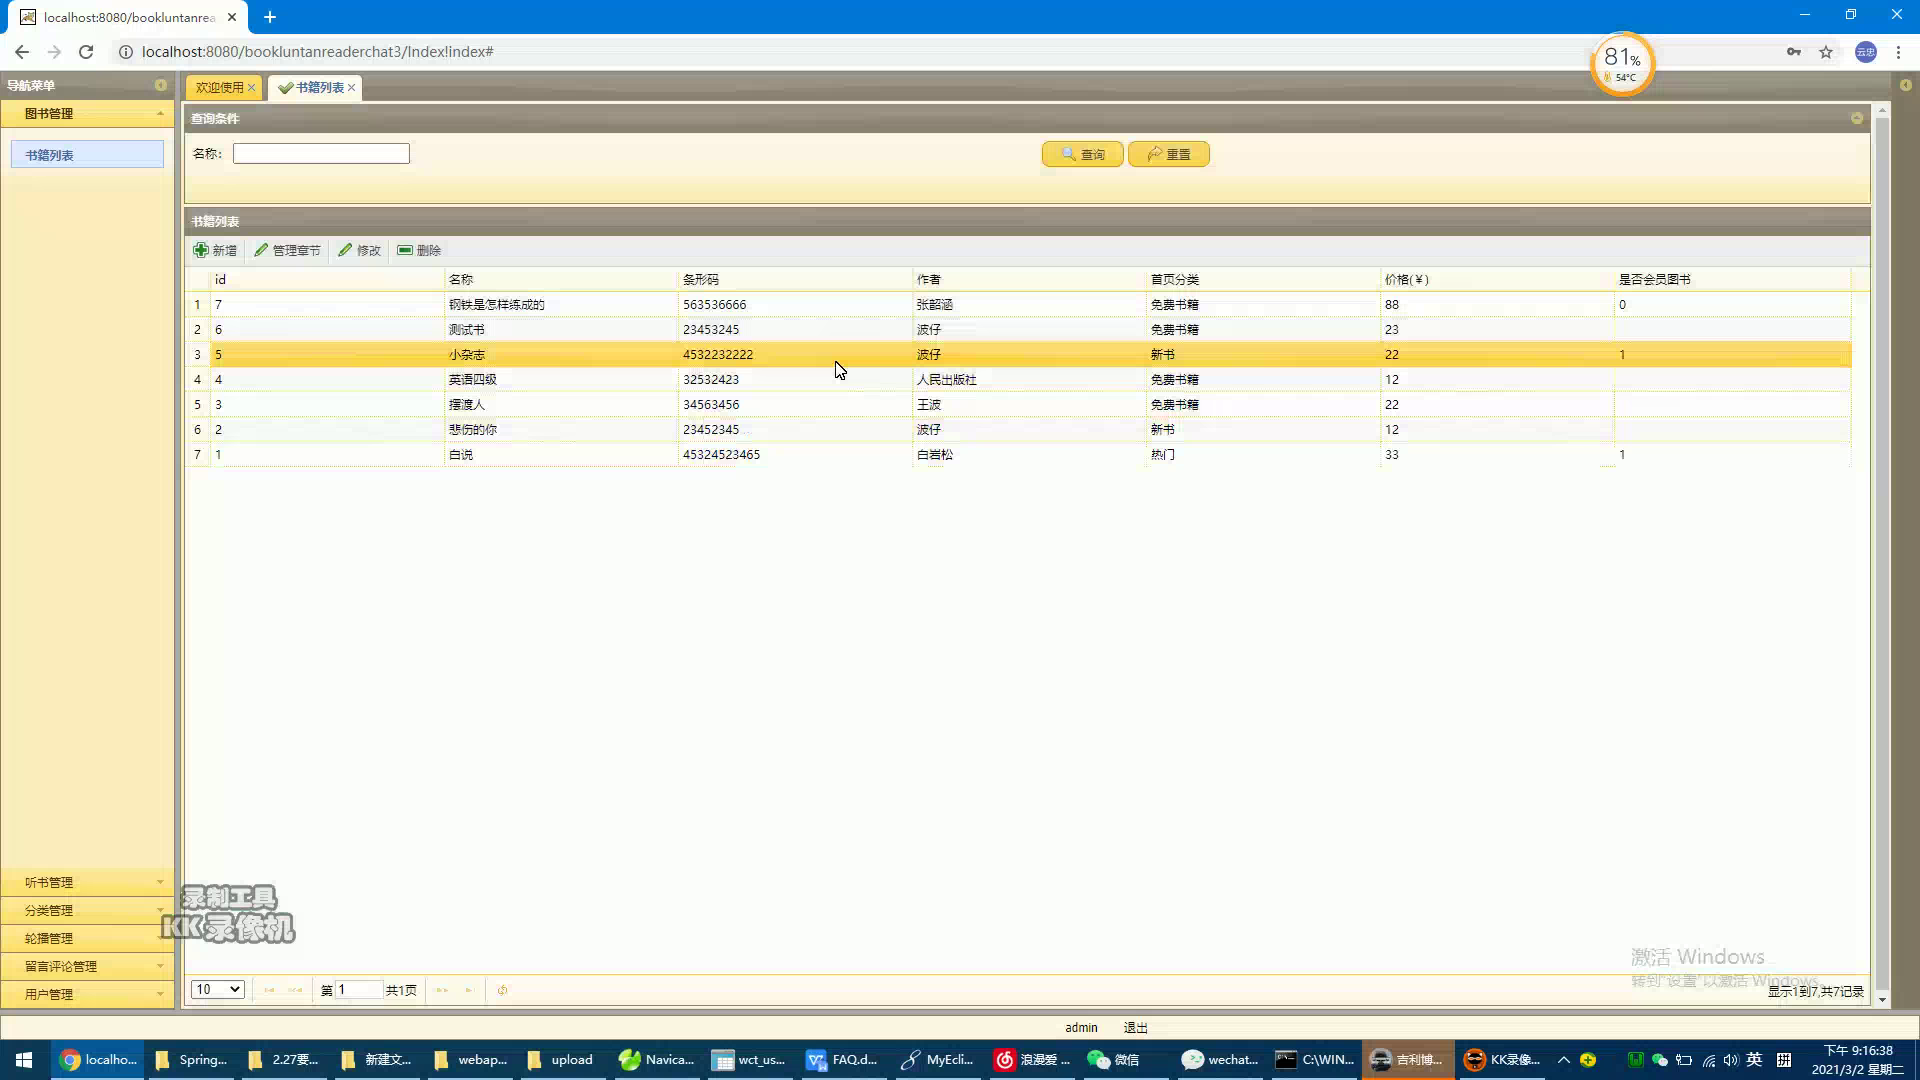 localhost:8080/bookluntanrea
localhost:8080/bookluntanreaderchat3/Index!index#
云忠
81%
54°C
导航菜单
图书管理
书籍列表
听书管理
分类管理
轮播管理
留言评论管理
用户管理
欢迎使用
书籍列表
查询条件
名称:
查询
重置
书籍列表
新增 管理章节 修改 删除
id 名称 条形码 作者 首页分类 价格(￥) 是否会员图书
1 7 钢铁是怎样练成的 563536666 张韶涵 免费书籍 88 0
2 6 测试书 23453245 波仔 免费书籍 23
3 5 小杂志 4532232222 波仔 新书 22 1
4 4 英语四级 32532423 人民出版社 免费书籍 12
5 3 摆渡人 34563456 王波 免费书籍 22
6 2 悲伤的你 23452345 波仔 新书 12
7 1 白说 45324523465 白岩松 热门 33 1
录制工具
KK录像机
激活 Windows
转到"设置"以激活 Windows。
10 第 1 共1页
显示1到7,共7记录
admin 退出
localho... Spring... 2.27要... 新建文... webap... upload Navica... wct_us... FAQ.d... MyEcli... 浪漫爱 ... 微信 wechat... C:\WIN... 吉利博... KK录像... 英 拼
下午 9:16:38
2021/3/2 星期二